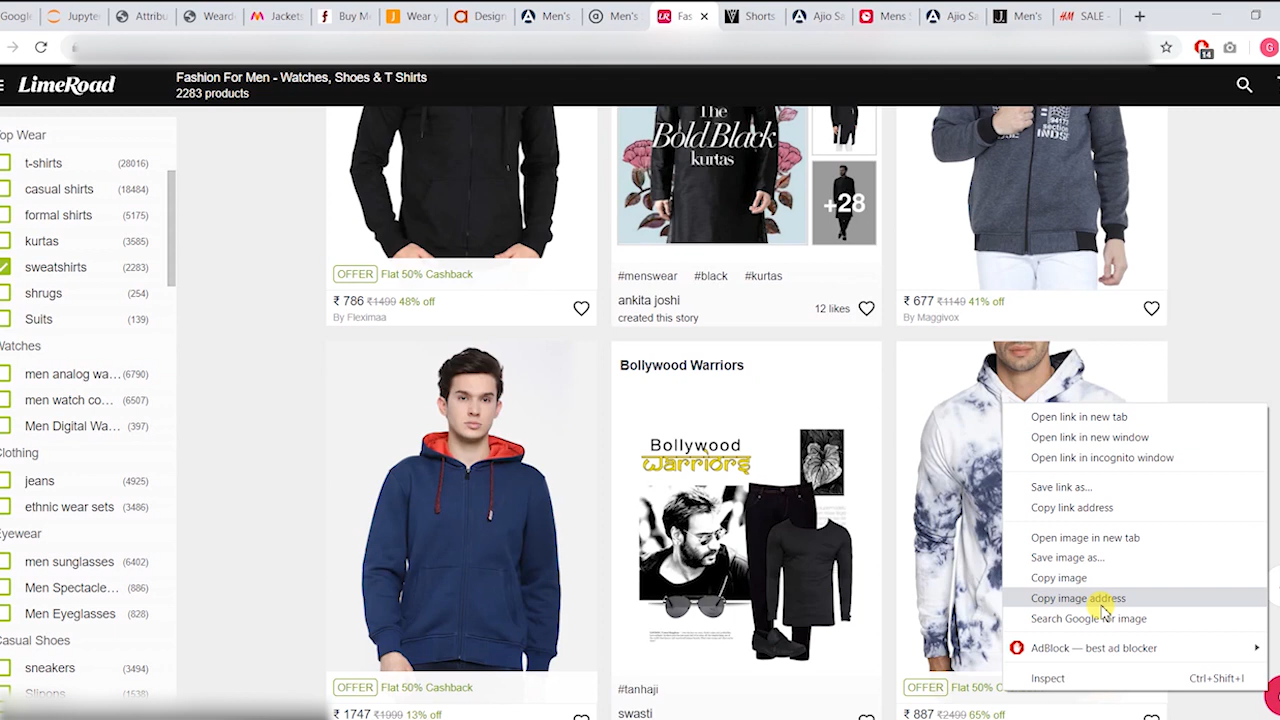 Google
Jupyte
Attribu
Weard
Jackets
Buy M
Wear y
Design
Men's
Men's
Fas
Shorts
Ajio Sa
Mens
Ajio Sa
Men's
SALE -
G
14
LimeRoad
Fashion For Men - Watches, Shoes & T Shirts
2283 products
op Wear
t-shirts (28016)
casual shirts (18484)
formal shirts (5175)
kurtas (3585)
sweatshirts (2283)
shrugs (254)
Suits (139)
Watches
men analog wa... (6790)
men watch co... (6507)
Men Digital Wa... (397)
Clothing
jeans (4925)
ethnic wear sets (3486)
Eyewear
men sunglasses (6402)
Men Spectacle... (886)
Men Eyeglasses (828)
Casual Shoes
sneakers (3494)
Slipons
OFFER Flat 50% Cashback
₹ 786 ₹1499 48% off
By Fleximaa
The
Bold Black
kurtas
+28
#menswear #black #kurtas
ankita joshi
created this story
12 likes
₹ 677 ₹1149 41% off
By Maggivox
OFFER Flat 50% Cashback
₹ 1747 ₹1999 13% off
Bollywood Warriors
Bollywood
warriors
#tanhaji
swasti
OFFER Flat 50% C
₹ 887 ₹2499 65% off
Open link in new tab
Open link in new window
Open link in incognito window
Save link as...
Copy link address
Open image in new tab
Save image as...
Copy image
Copy image address
Search Google for image
AdBlock — best ad blocker
Inspect Ctrl+Shift+I